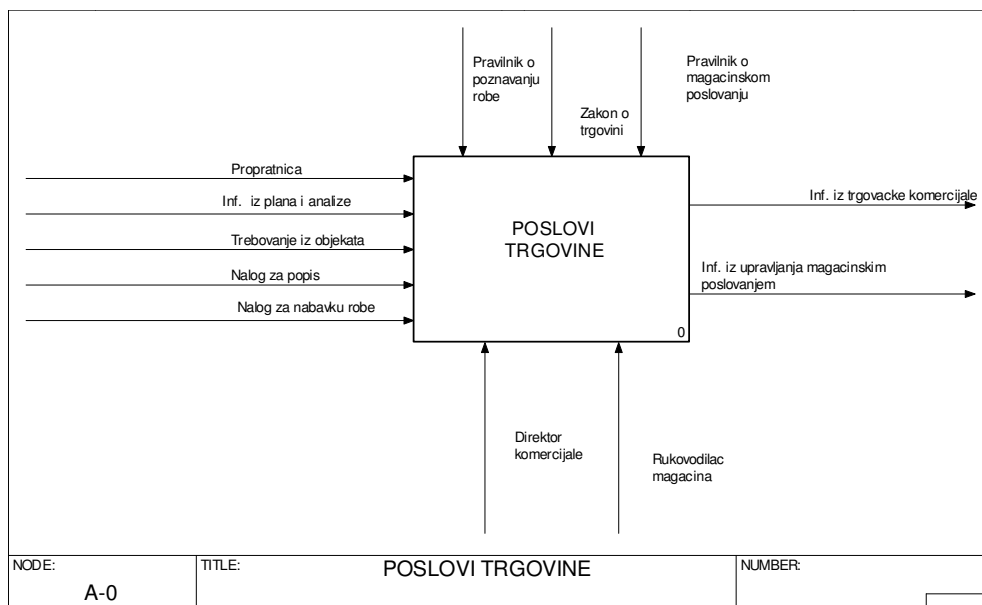 Pravilnik o
poznavanju
robe
Zakon o
trgovini
Pravilnik o
magacinskom
poslovanju
Propratnica
Inf. iz plana i analize
Trebovanje iz objekata
Nalog za popis
Nalog za nabavku robe
POSLOVI
TRGOVINE
0
Inf. iz trgovacke komercijale
Inf. iz upravljanja magacinskim
poslovanjem
Direktor
komercijale
Rukovodilac
magacina
NODE:
A-0
TITLE:
POSLOVI TRGOVINE
NUMBER: